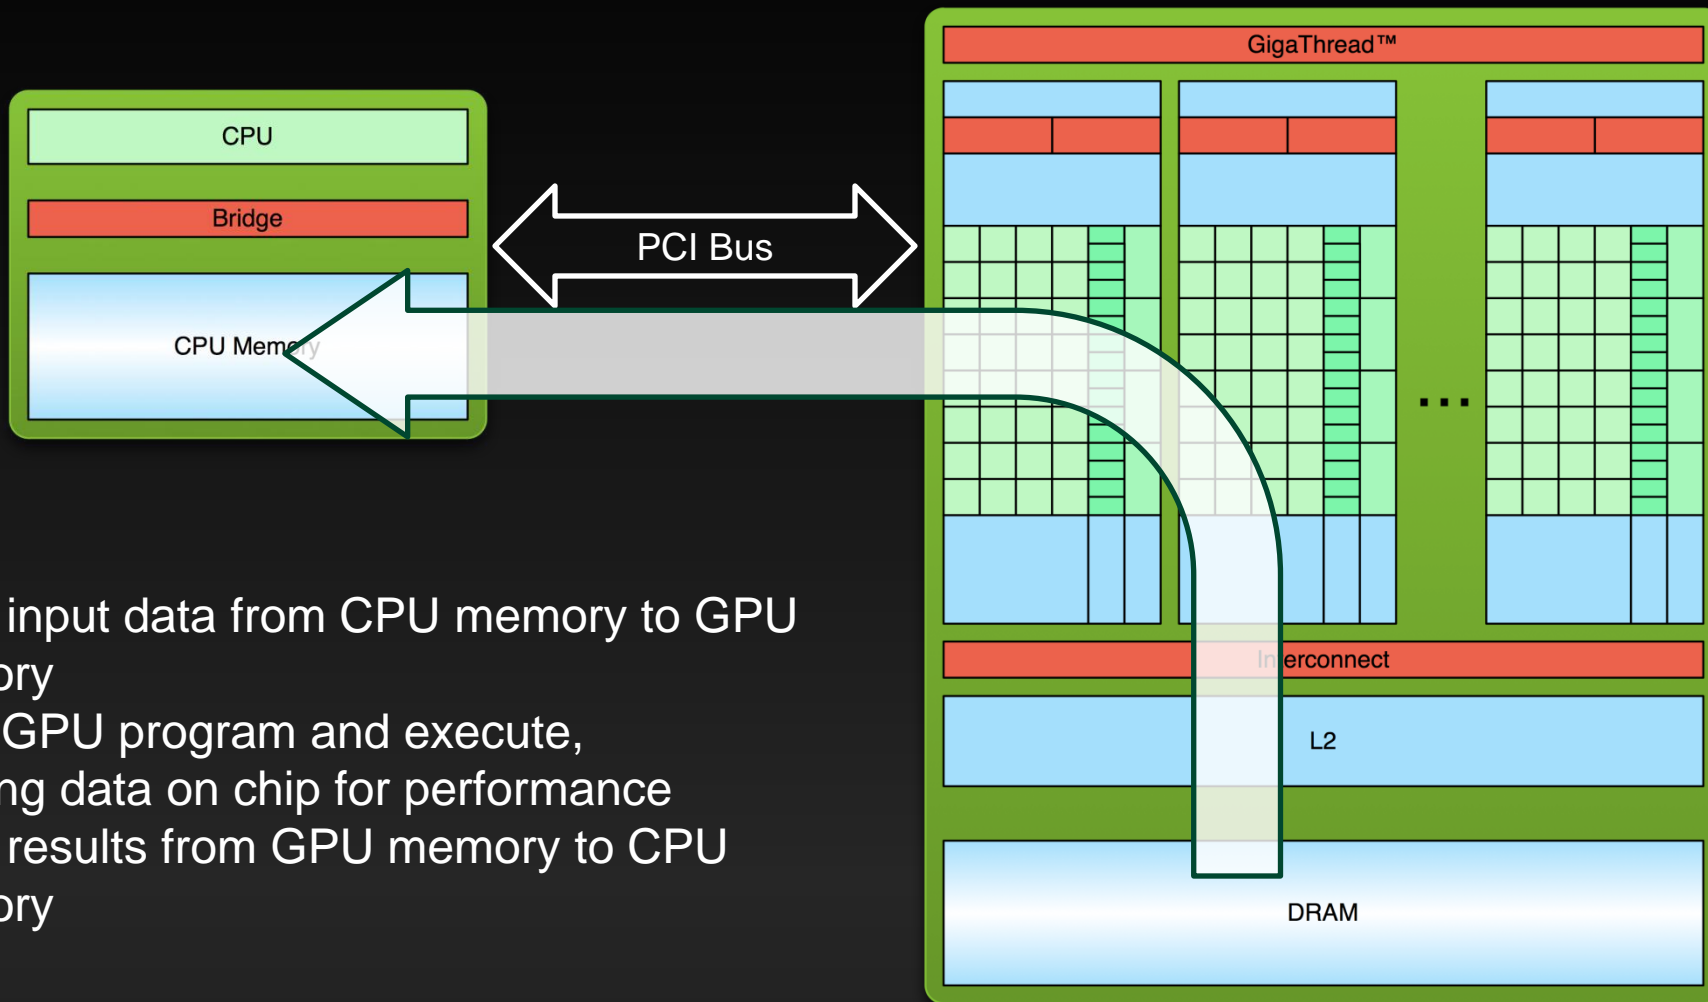 GigaThread™
CPU
Bridge
PCI Bus
CPU Memory
input data from CPU memory to GPU
ory
GPU program and execute,
ng data on chip for performance
results from GPU memory to CPU
ory
Interconnect
L2
DRAM